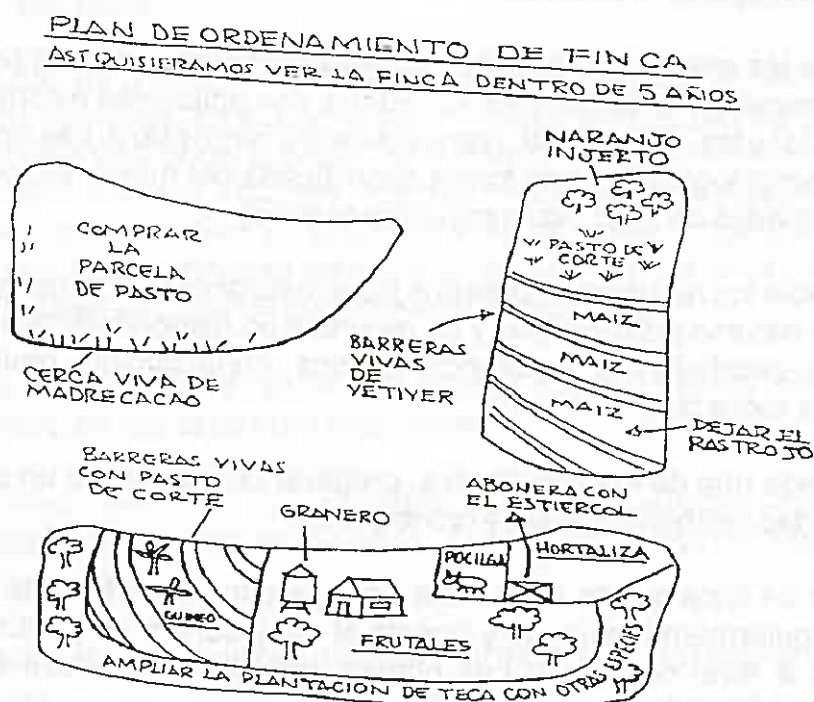 PLAN DE ORDENAMIENTO DE FINCA
ASI QUISIERAMOS VER LA FINCA DENTRO DE 5 AÑOS
NARANJO
INJERTO
COMPRAR
LA
PARCELA
DE PASTO
PASTO DE
CORTE
MAIZ
MAIZ
MAIZ
BARRERAS
VIVAS
DE
VETIVER
CERCA VIVA DE
MADRECACAO
DEJAR EL
RASTROJO
BARRERAS VIVAS
CON PASTO
DE CORTE
GRANERO
ABONERA CON
EL ESTIERCOL
POCILGA
HORTALIZA
FRUTALES
AMPLIAR LA PLANTACION DE TECA CON OTRAS ESPECIES